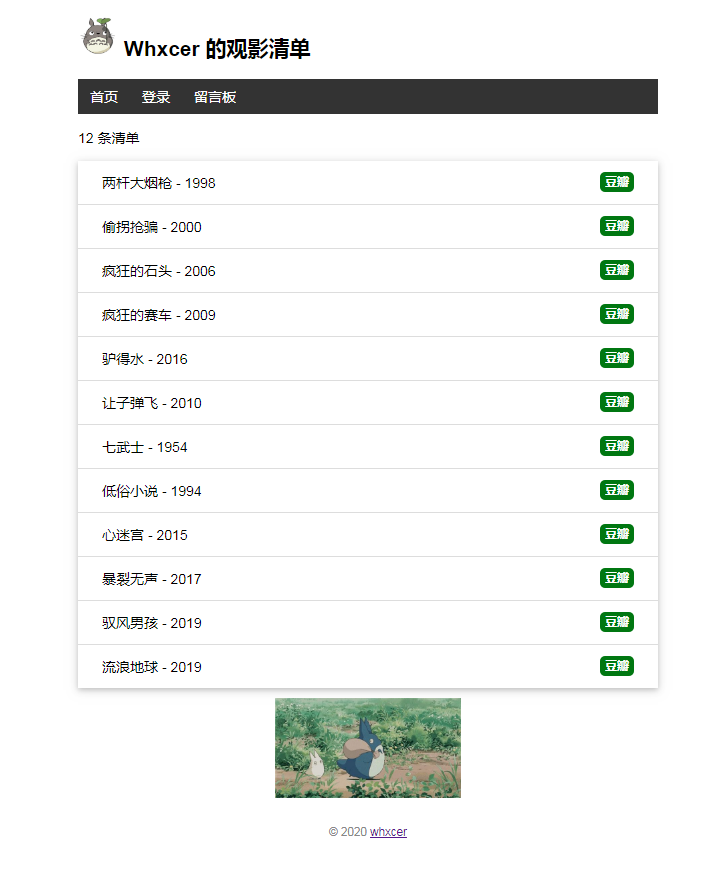 Whxcer 的观影清单
首页 登录 留言板
12 条清单
两杆大烟枪 - 1998 豆瓣
偷拐抢骗 - 2000 豆瓣
疯狂的石头 - 2006 豆瓣
疯狂的赛车 - 2009 豆瓣
驴得水 - 2016 豆瓣
让子弹飞 - 2010 豆瓣
七武士 - 1954 豆瓣
低俗小说 - 1994 豆瓣
心迷宫 - 2015 豆瓣
暴裂无声 - 2017 豆瓣
驭风男孩 - 2019 豆瓣
流浪地球 - 2019 豆瓣
© 2020 whxcer